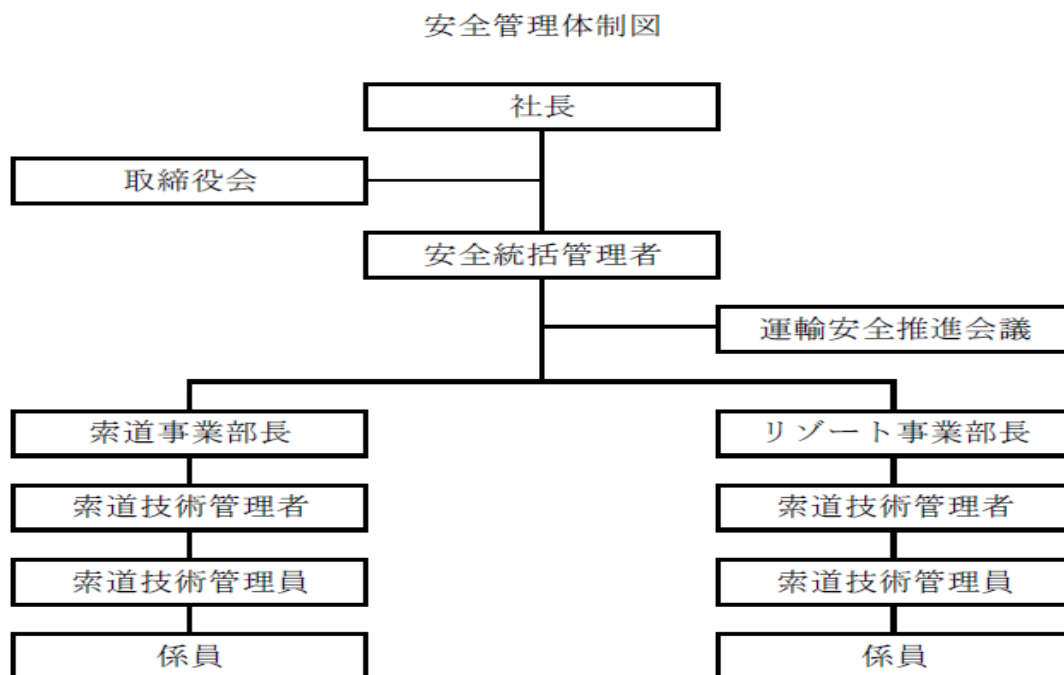 安全管理体制図
社長
取締役会
安全統括管理者
運輸安全推進会議
索道事業部長
リゾート事業部長
索道技術管理者
索道技術管理者
索道技術管理員
索道技術管理員
係員
係員